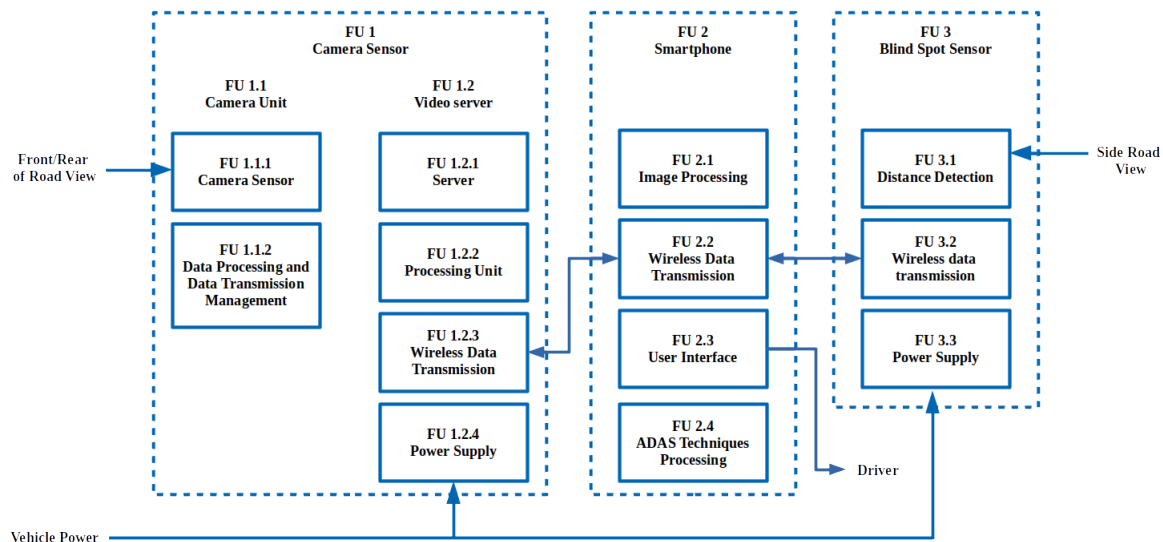 FU 1
Camera Sensor
FU 1.1
Camera Unit
FU 1.2
Video server
Front/Rear
of Road View
FU 1.1.1
Camera Sensor
FU 1.1.2
Data Processing and
Data Transmission
Management
FU 1.2.1
Server
FU 1.2.2
Processing Unit
FU 1.2.3
Wireless Data
Transmission
FU 1.2.4
Power Supply
FU 2
Smartphone
FU 2.1
Image Processing
FU 2.2
Wireless Data
Transmission
FU 2.3
User Interface
FU 2.4
ADAS Techniques
Processing
FU 3
Blind Spot Sensor
FU 3.1
Distance Detection
FU 3.2
Wireless data
transmission
FU 3.3
Power Supply
Side Road
View
Driver
Vehicle Power